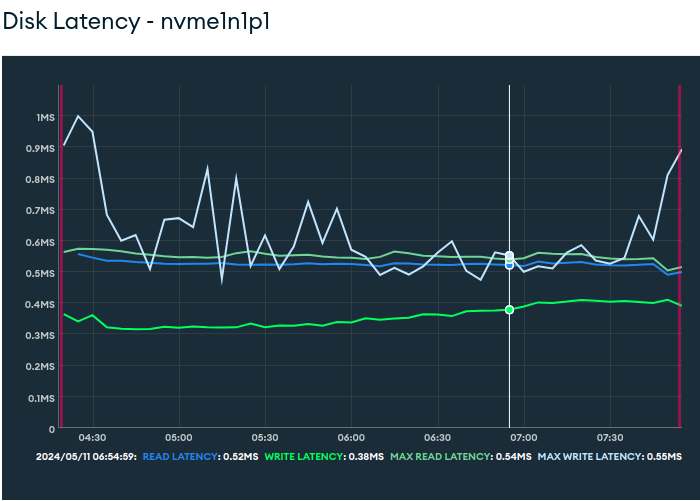 Disk Latency - nvme1n1p1
1MS
0.9MS
0.8MS
0.7MS
0.6MS
0.5MS
0.4MS
0.3MS
0.2MS
0.1MS
0
04:30 05:00 05:30 06:00 06:30 07:00 07:30
2024/05/11 06:54:59: READ LATENCY: 0.52MS WRITE LATENCY: 0.38MS MAX READ LATENCY: 0.54MS MAX WRITE LATENCY: 0.55MS